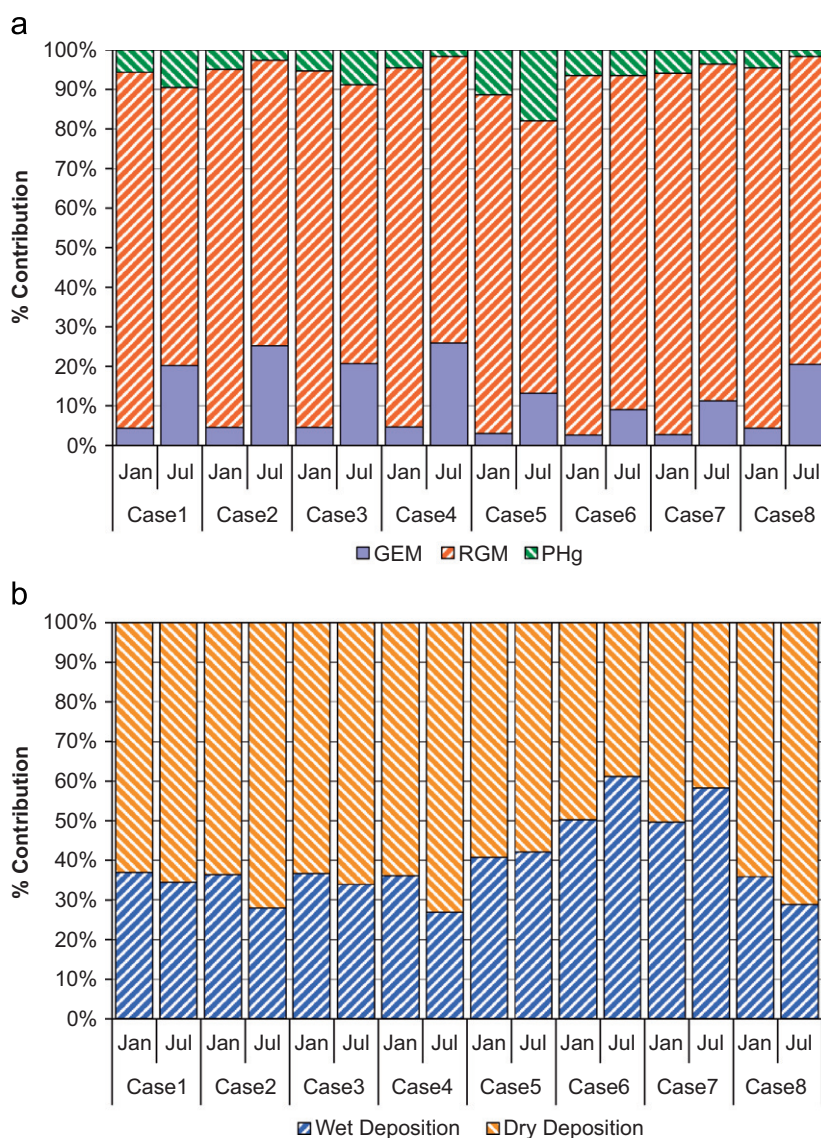 a
100%
90%
80%
70%
60%
50%
40%
30%
20%
10%
0%
% Contribution
Jan Jul Jan Jul Jan Jul Jan Jul Jan Jul Jan Jul Jan Jul Jan Jul
Case1 Case2 Case3 Case4 Case5 Case6 Case7 Case8
GEM RGM PHg
b
100%
90%
80%
70%
60%
50%
40%
30%
20%
10%
0%
% Contribution
Jan Jul Jan Jul Jan Jul Jan Jul Jan Jul Jan Jul Jan Jul Jan Jul
Case1 Case2 Case3 Case4 Case5 Case6 Case7 Case8
Wet Deposition Dry Deposition